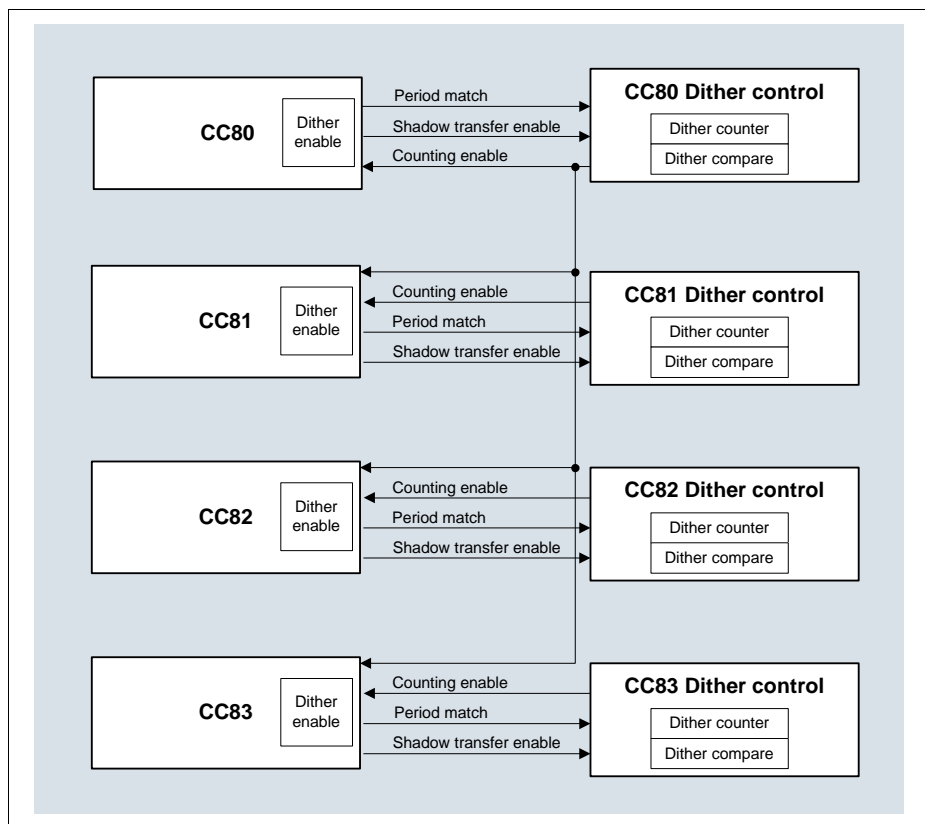 CC80
Dither
enable
Period match
Shadow transfer enable
Counting enable
CC80 Dither control
Dither counter
Dither compare
CC81
Dither
enable
Counting enable
Period match
Shadow transfer enable
CC81 Dither control
Dither counter
Dither compare
CC82
Dither
enable
Counting enable
Period match
Shadow transfer enable
CC82 Dither control
Dither counter
Dither compare
CC83
Dither
enable
Counting enable
Period match
Shadow transfer enable
CC83 Dither control
Dither counter
Dither compare